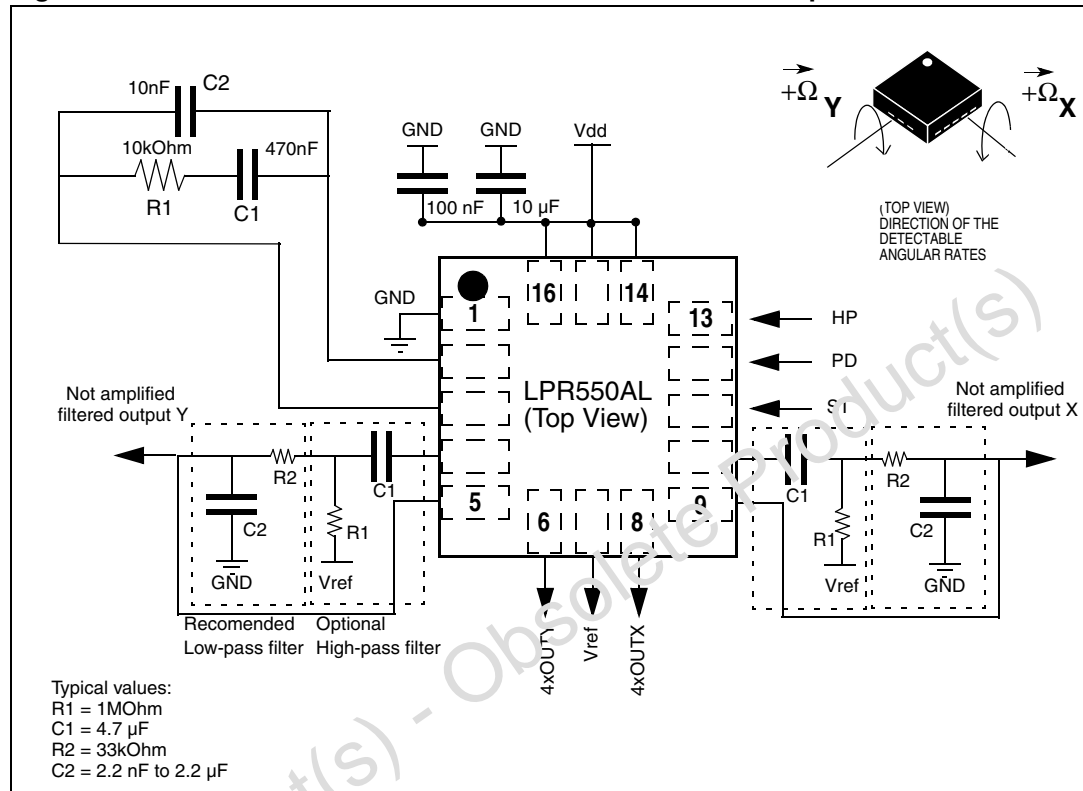 10nF
C2
10kOhm
470nF
R1
C1
GND
GND
Vdd
100 nF
10 µF
+Ω Y
+Ω X
(TOP VIEW)
DIRECTION OF THE
DETECTABLE
ANGULAR RATES
GND
1
16
14
13
HP
PD
ST
LPR550AL
(Top View)
Not amplified
filtered output Y
Not amplified
filtered output X
R2
C1
C2
R1
GND
Vref
5
6
8
9
C1
R2
R1
C2
Vref
GND
Recomended
Low-pass filter
Optional
High-pass filter
4xOUTY
Vref
4xOUTX
Typical values:
R1 = 1MOhm
C1 = 4.7 µF
R2 = 33kOhm
C2 = 2.2 nF to 2.2 µF
t(s) - Obsolete Product(s)